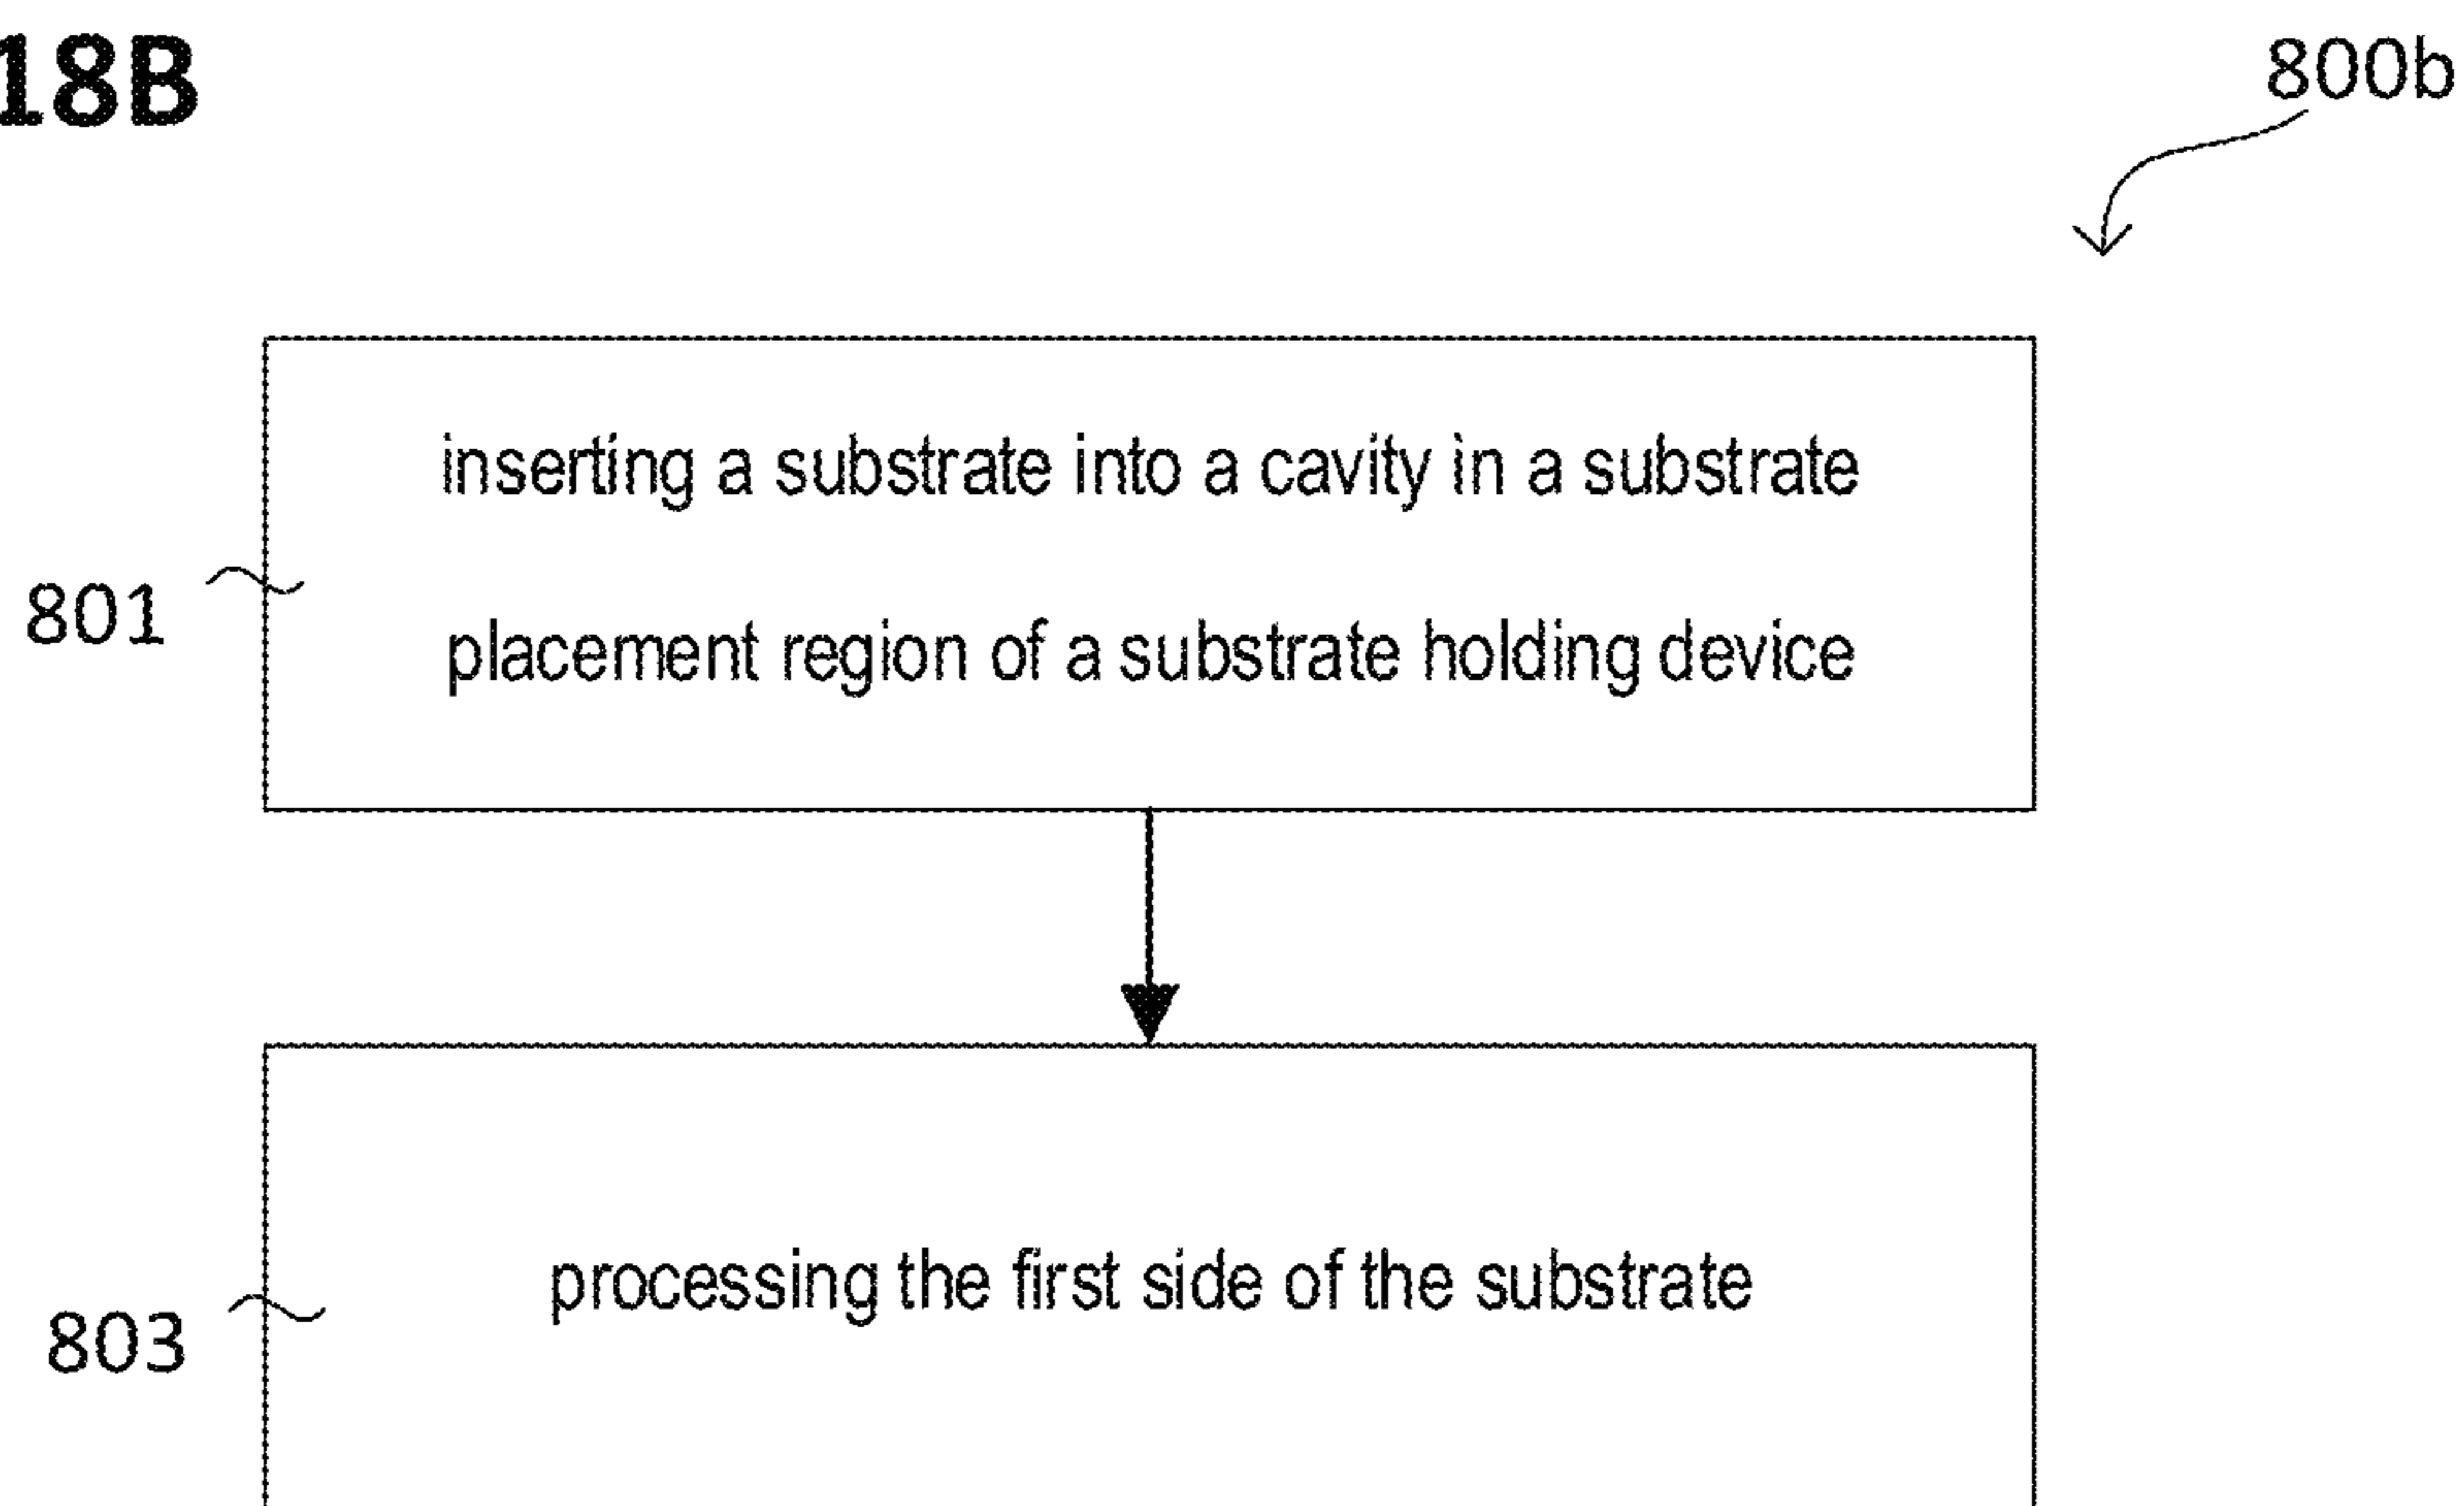 18B
800b
inserting a substrate into a cavity in a substrate
801
placement region of a substrate holding device
processing the first side of the substrate
803